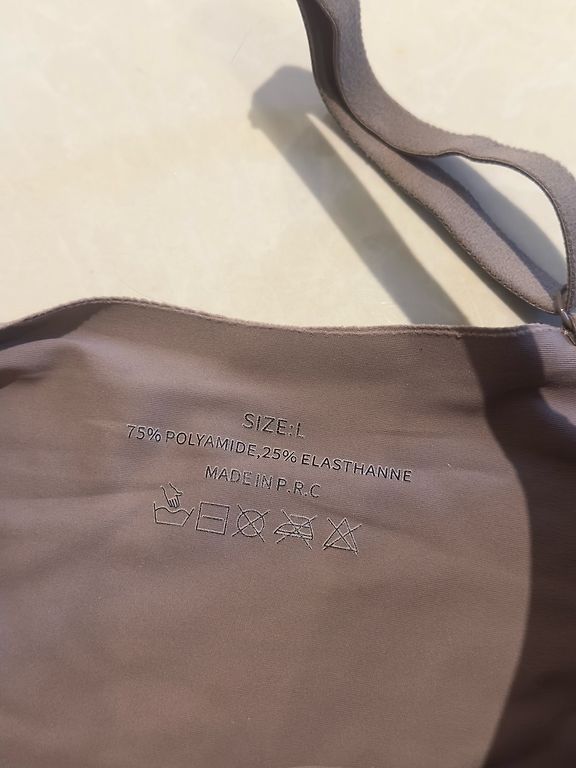 SIZE:L
75% POLYAMIDE,25% ELASTHANNE
MADE IN P.R.C